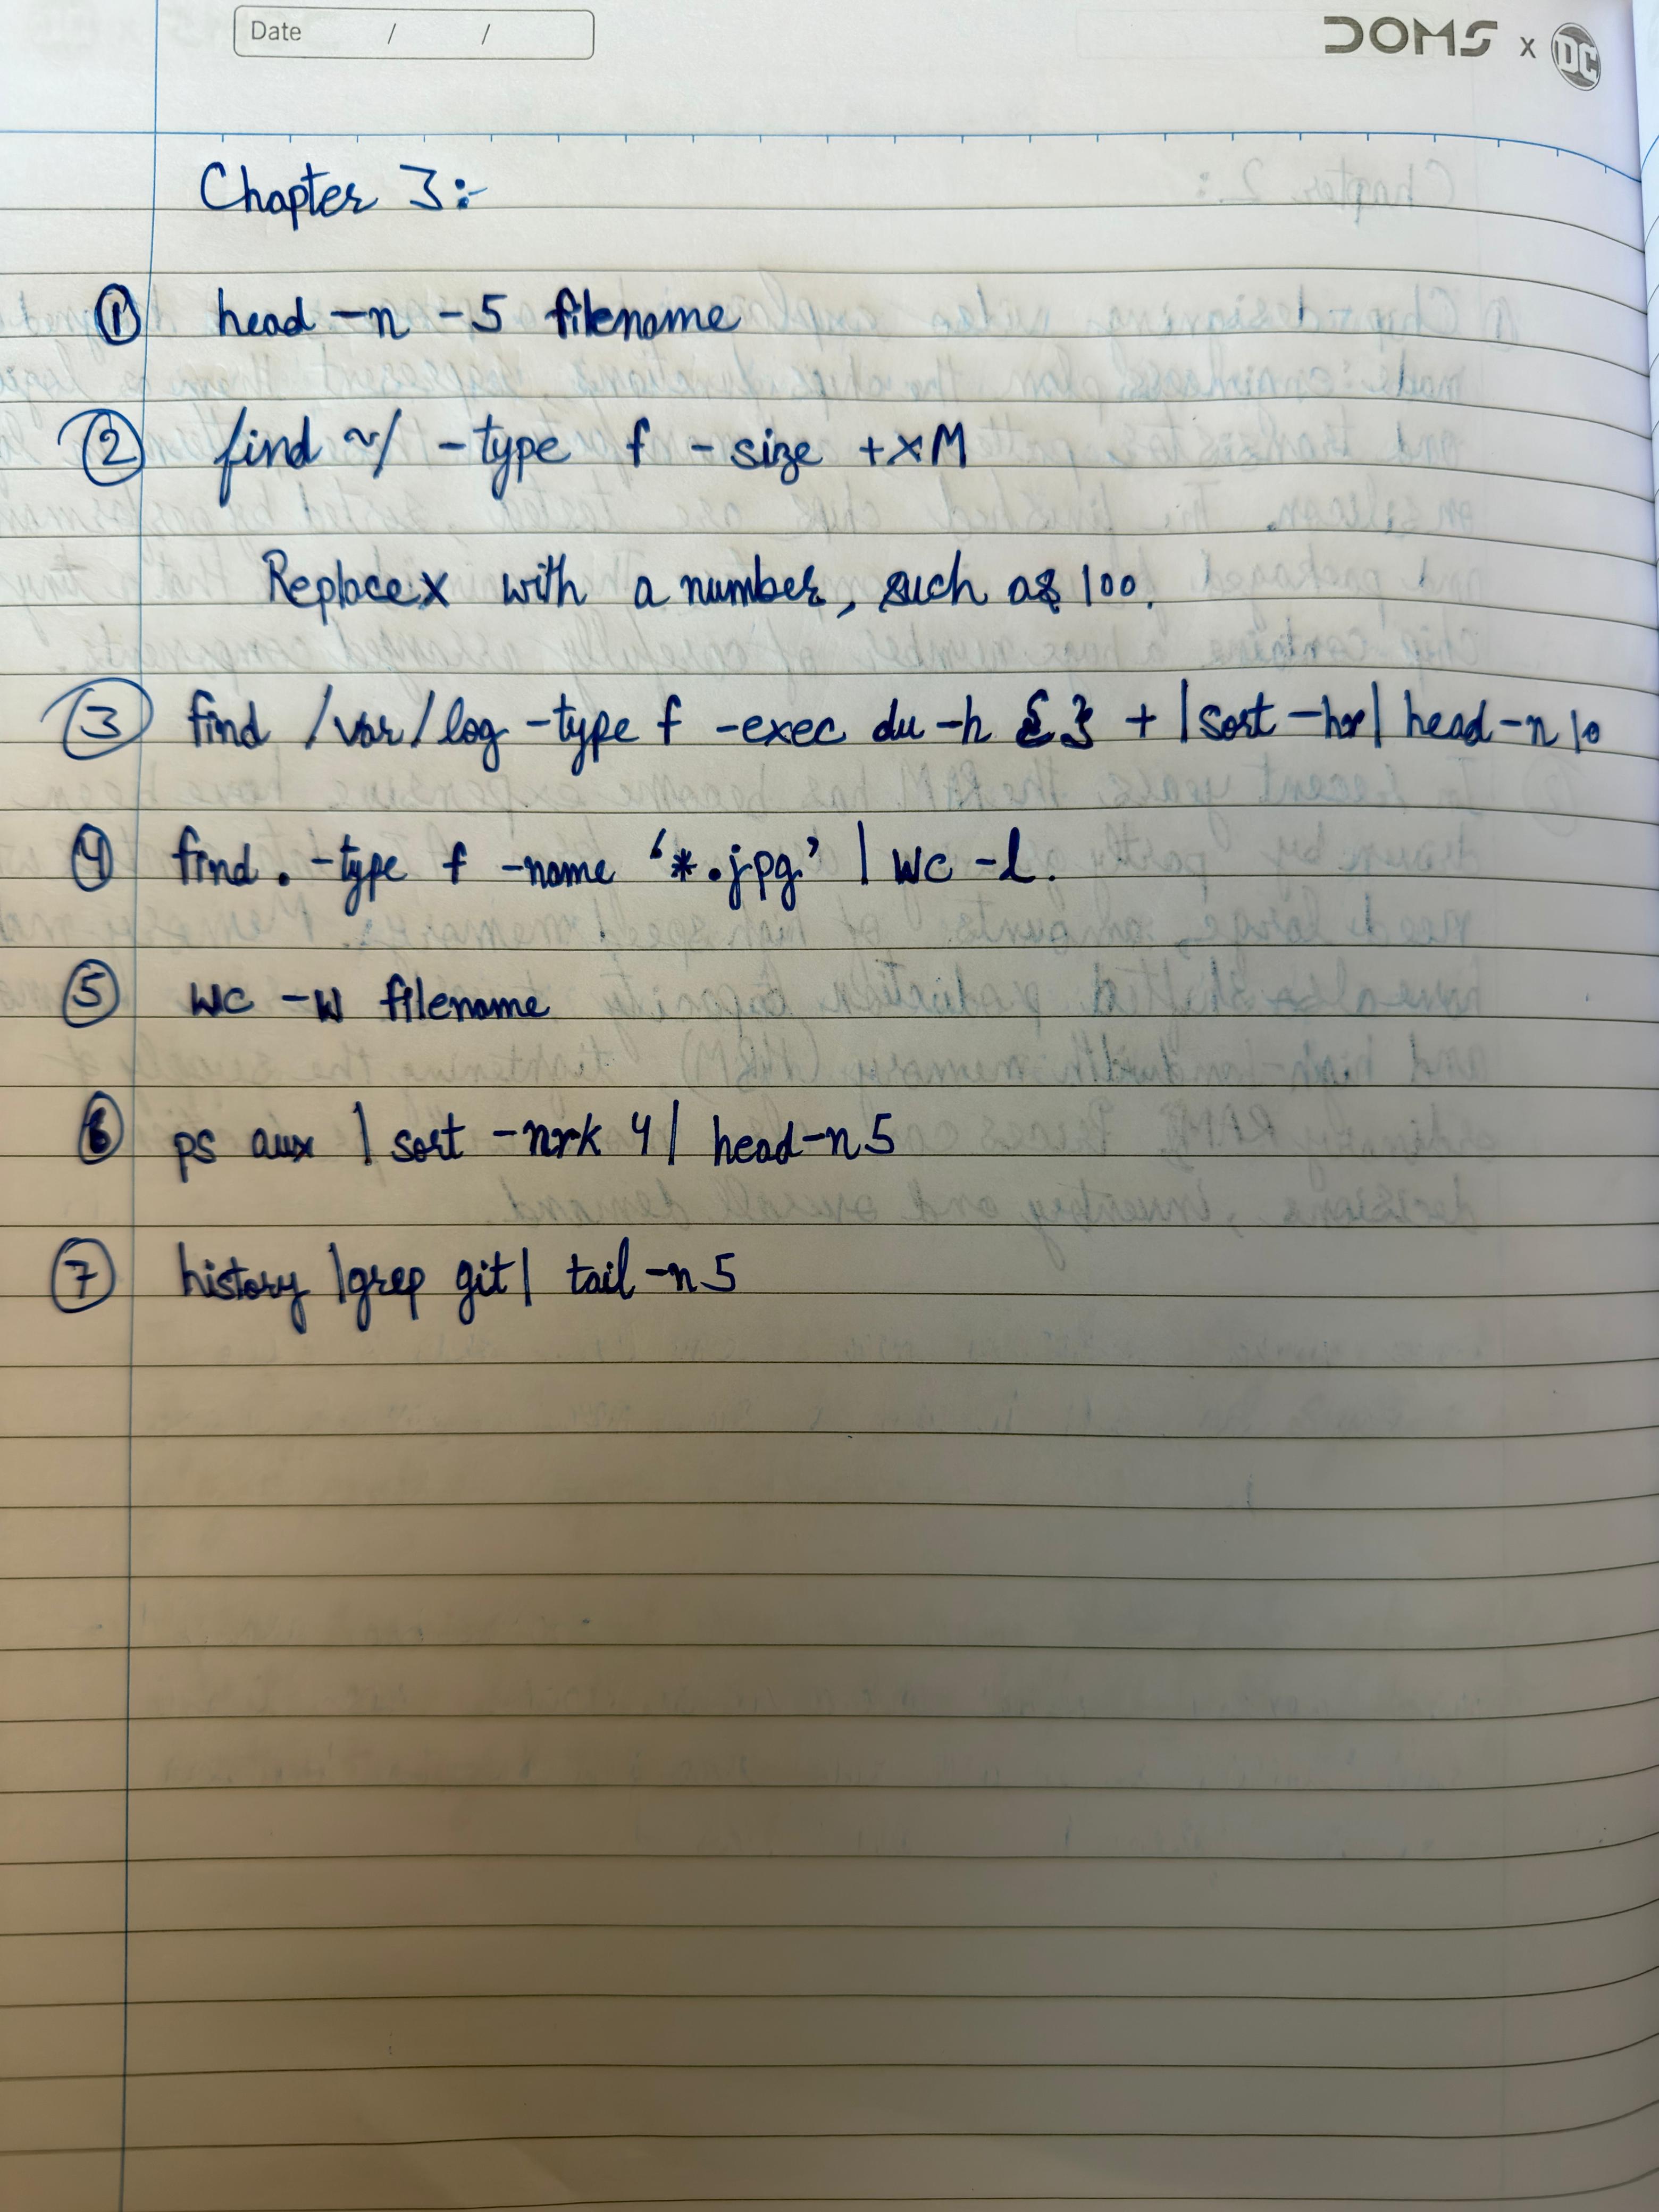 Date / /
DOMS x DC
Chapter 3:-
① head -n -5 filename
② find ~/ -type f -size +xM
Replace x with a number, such as 100.
③ find /var/log -type f -exec du -h {} + | sort -hr | head -n 10
④ find . -type f -name '*.jpg' | wc -l.
⑤ wc -w filename
⑥ ps aux | sort -nrk 4 | head -n 5
⑦ history | grep git | tail -n 5